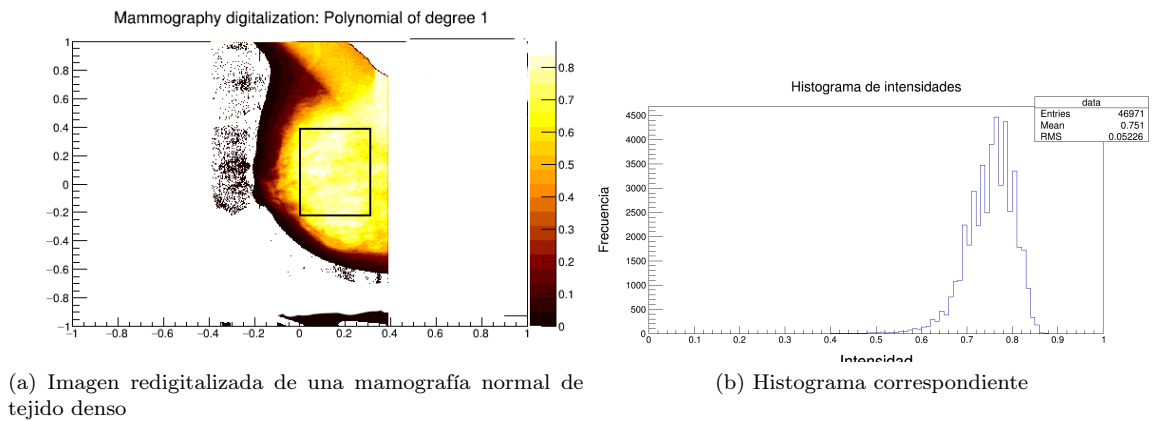 Mammography digitalization: Polynomial of degree 1
1
0.8
0.6
0.4
0.2
0
−0.2
−0.4
−0.6
−0.8
−1
−1 −0.8 −0.6 −0.4 −0.2 0 0.2 0.4 0.6 0.8 1
0.8
0.7
0.6
0.5
0.4
0.3
0.2
0.1
0
(a) Imagen redigitalizada de una mamografía normal de
tejido denso
Histograma de intensidades
data
Entries 46971
Mean 0.751
RMS 0.05226
Frecuencia
4500
4000
3500
3000
2500
2000
1500
1000
500
0
0 0.1 0.2 0.3 0.4 0.5 0.6 0.7 0.8 0.9 1
Intensidad
(b) Histograma correspondiente